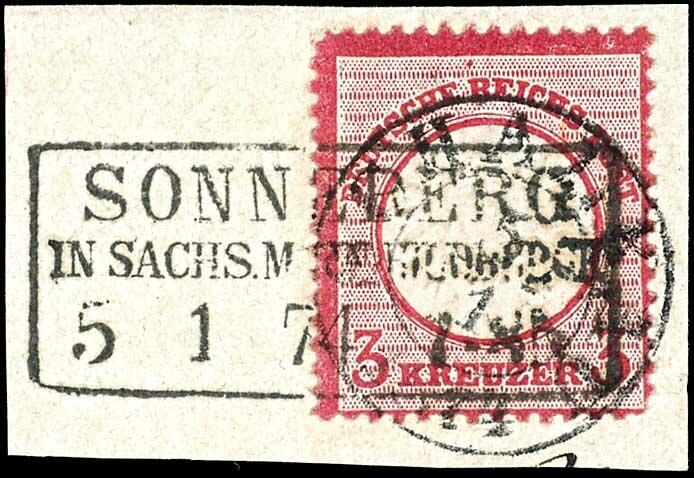 DEUTSCHE REICHS-POST
SONNEBERG
IN SACHS.
5 1 74
3 KREUZER 3